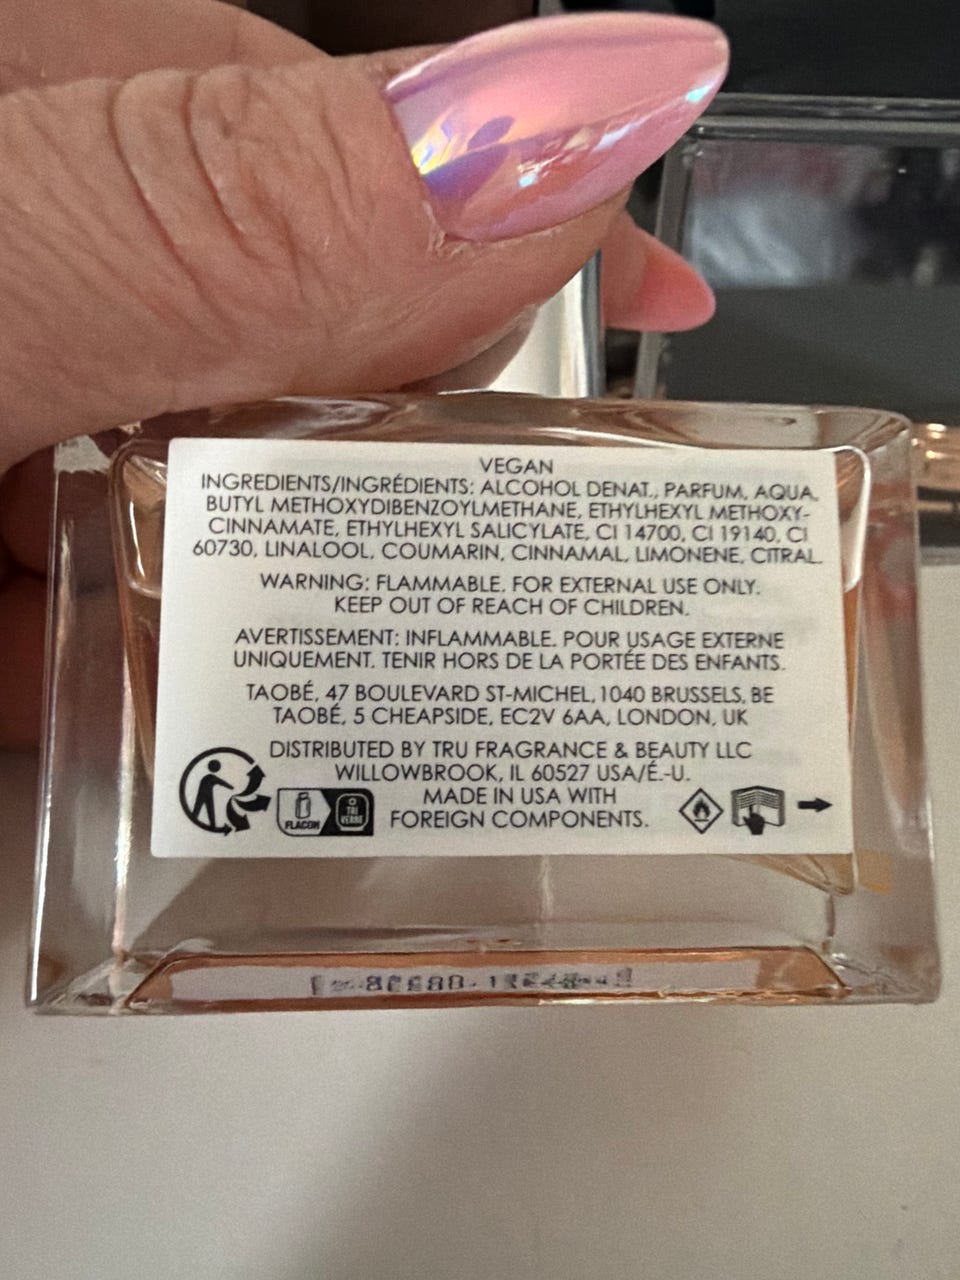 VEGAN
INGREDIENTS/INGRÉDIENTS: ALCOHOL DENAT., PARFUM, AQUA,
BUTYL METHOXYDIBENZOYLMETHANE, ETHYLHEXYL METHOXY-
CINNAMATE, ETHYLHEXYL SALICYLATE, CI 14700, CI 19140, CI
60730, LINALOOL, COUMARIN, CINNAMAL, LIMONENE, CITRAL.
WARNING: FLAMMABLE. FOR EXTERNAL USE ONLY.
KEEP OUT OF REACH OF CHILDREN.
AVERTISSEMENT: INFLAMMABLE. POUR USAGE EXTERNE
UNIQUEMENT. TENIR HORS DE LA PORTÉE DES ENFANTS.
TAOBÉ, 47 BOULEVARD ST-MICHEL, 1040 BRUSSELS, BE
TAOBÉ, 5 CHEAPSIDE, EC2V 6AA, LONDON, UK
DISTRIBUTED BY TRU FRAGRANCE & BEAUTY LLC
WILLOWBROOK, IL 60527 USA/É.-U.
MADE IN USA WITH
FOREIGN COMPONENTS.
FLACON
TRI
VERRE